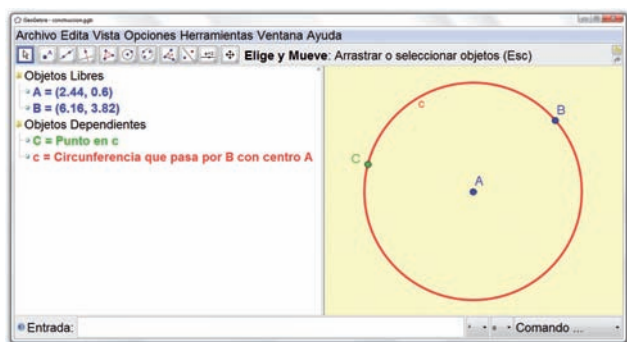 GeoGebra - construccion.ggb
Archivo Edita Vista Opciones Herramientas Ventana Ayuda
Elige y Mueve: Arrastrar o seleccionar objetos (Esc)
Objetos Libres
A = (2.44, 0.6)
B = (6.16, 3.82)
Objetos Dependientes
C = Punto en c
c = Circunferencia que pasa por B con centro A
c
B
C
A
Entrada:
Comando ...